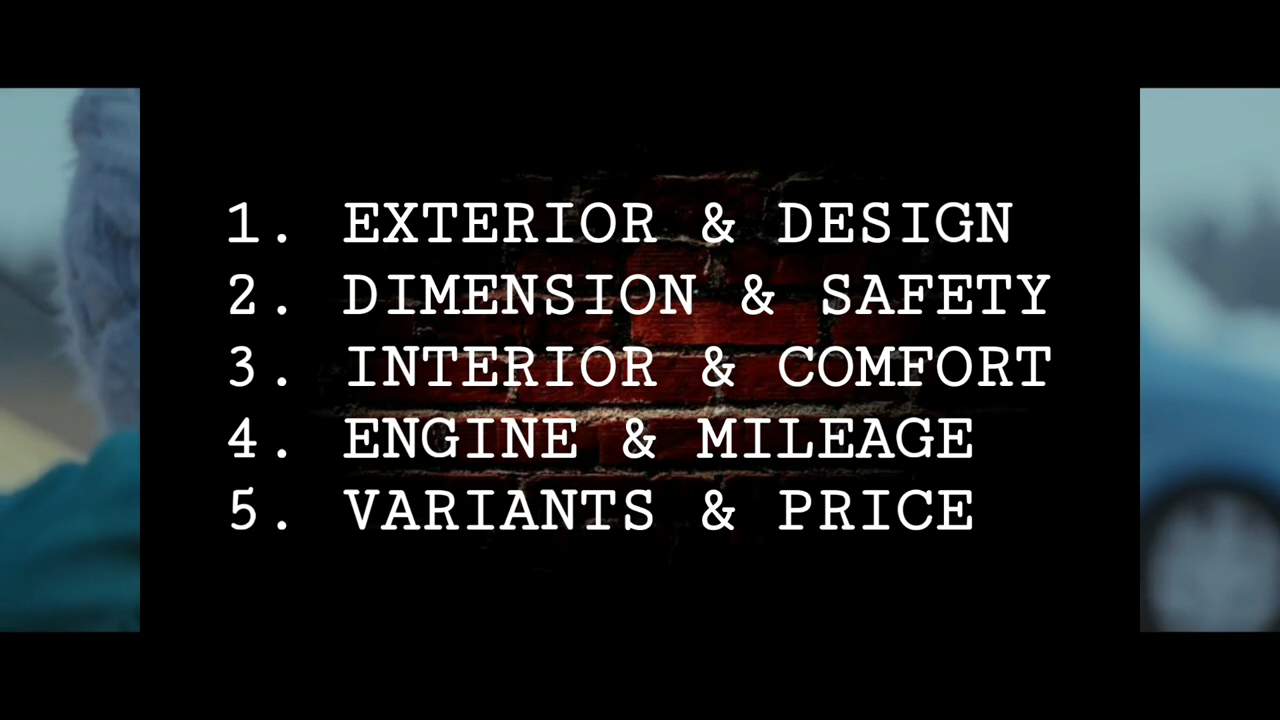 1. EXTERIOR & DESIGN
2. DIMENSION & SAFETY
3. INTERIOR & COMFORT
4. ENGINE & MILEAGE
5. VARIANTS & PRICE